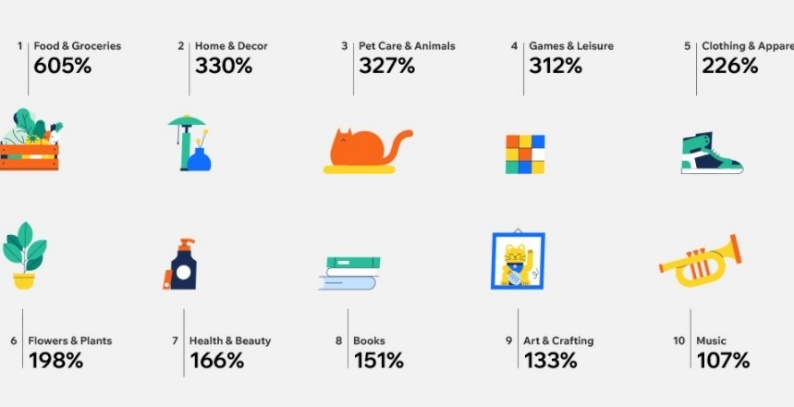 1 Food & Groceries
605%
2 Home & Decor
330%
3 Pet Care & Animals
327%
4 Games & Leisure
312%
5 Clothing & Appare
226%
6 Flowers & Plants
198%
7 Health & Beauty
166%
8 Books
151%
9 Art & Crafting
133%
10 Music
107%